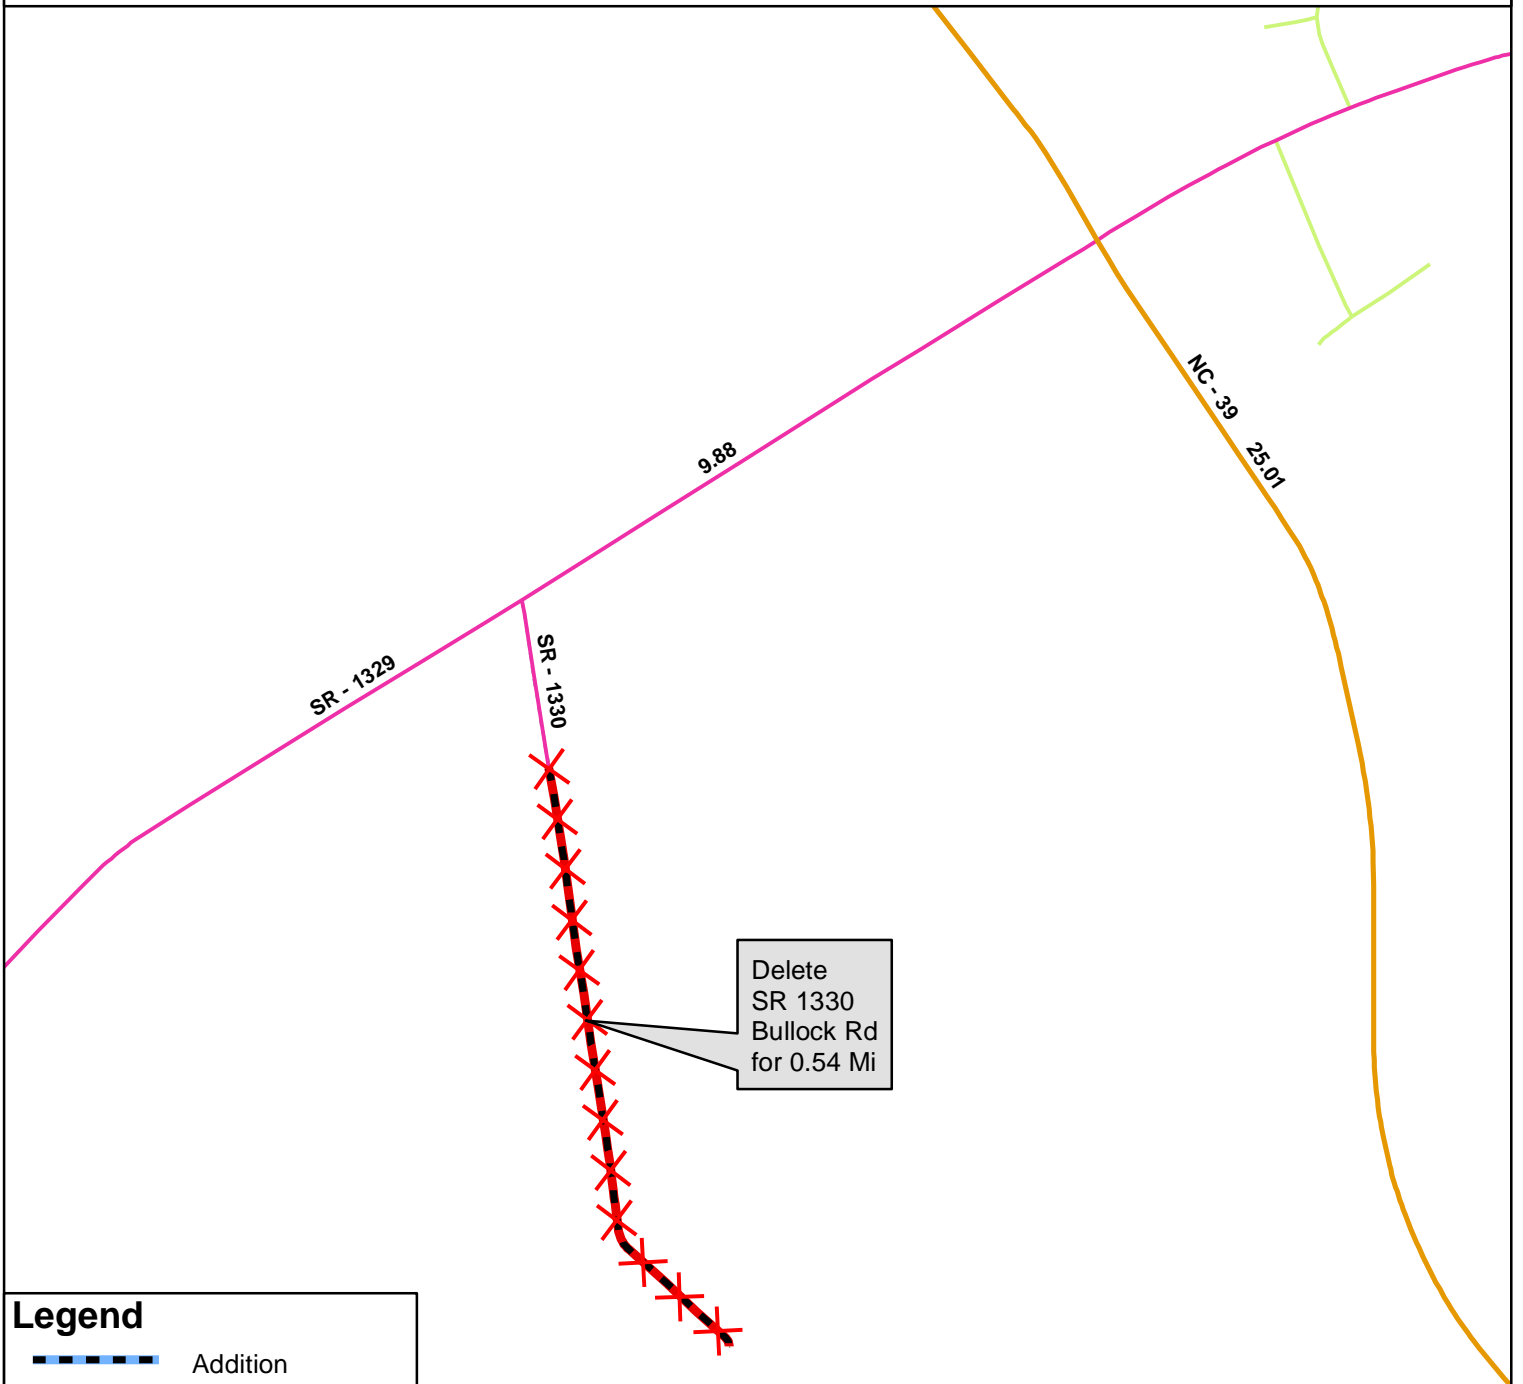 NC - 39
25.01
9.88
SR - 1329
SR - 1330
Delete
SR 1330
Bullock Rd
for 0.54 Mi
Legend
Addition